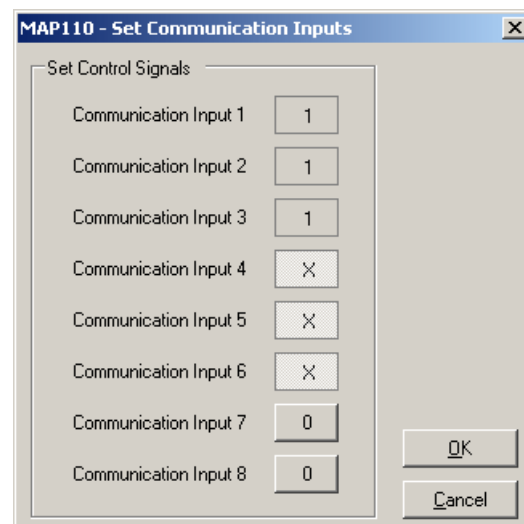 MAP110 - Set Communication Inputs
Set Control Signals
Communication Input 1 1
Communication Input 2 1
Communication Input 3 1
Communication Input 4 X
Communication Input 5 X
Communication Input 6 X
Communication Input 7 0
Communication Input 8 0
OK
Cancel